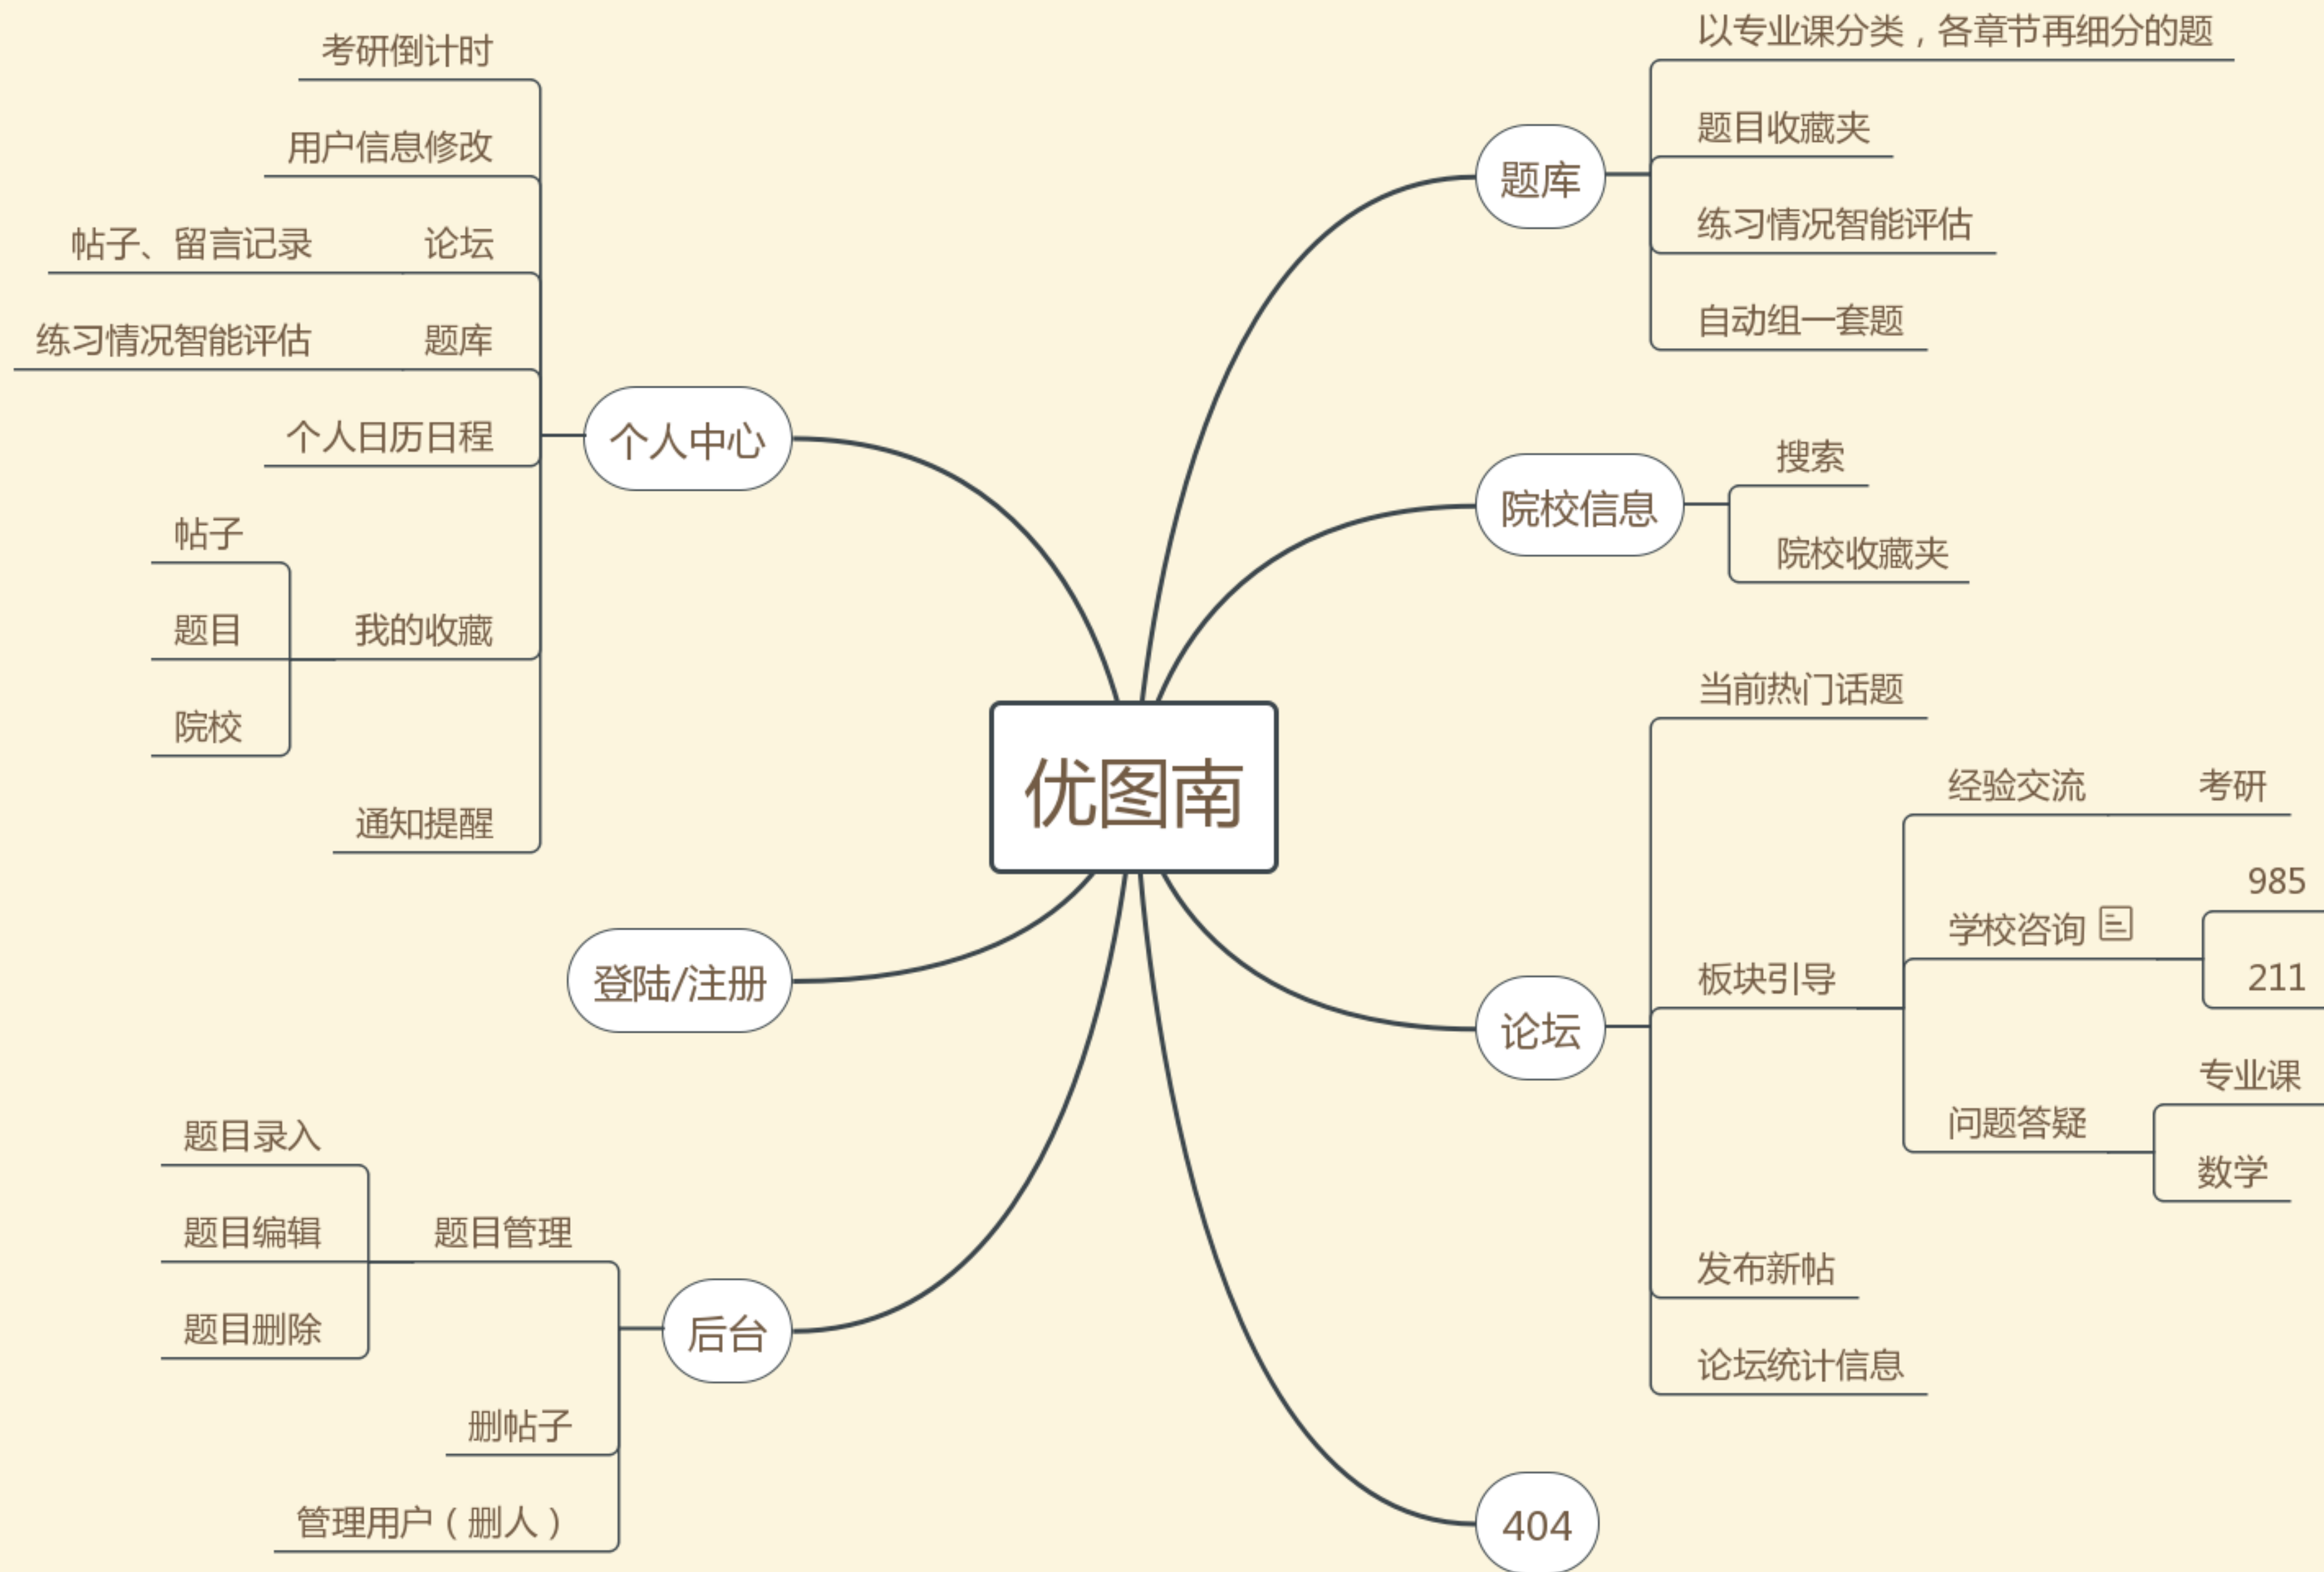 优图南
题库
以专业课分类，各章节再细分的题
题目收藏夹
练习情况智能评估
自动组一套题
院校信息
搜索
院校收藏夹
论坛
当前热门话题
板块引导
经验交流
考研
学校咨询
985
211
问题答疑
专业课
数学
发布新帖
论坛统计信息
404
个人中心
考研倒计时
用户信息修改
论坛
帖子、留言记录
题库
练习情况智能评估
个人日历日程
我的收藏
帖子
题目
院校
通知提醒
登陆/注册
后台
题目管理
题目录入
题目编辑
题目删除
删帖子
管理用户（删人）